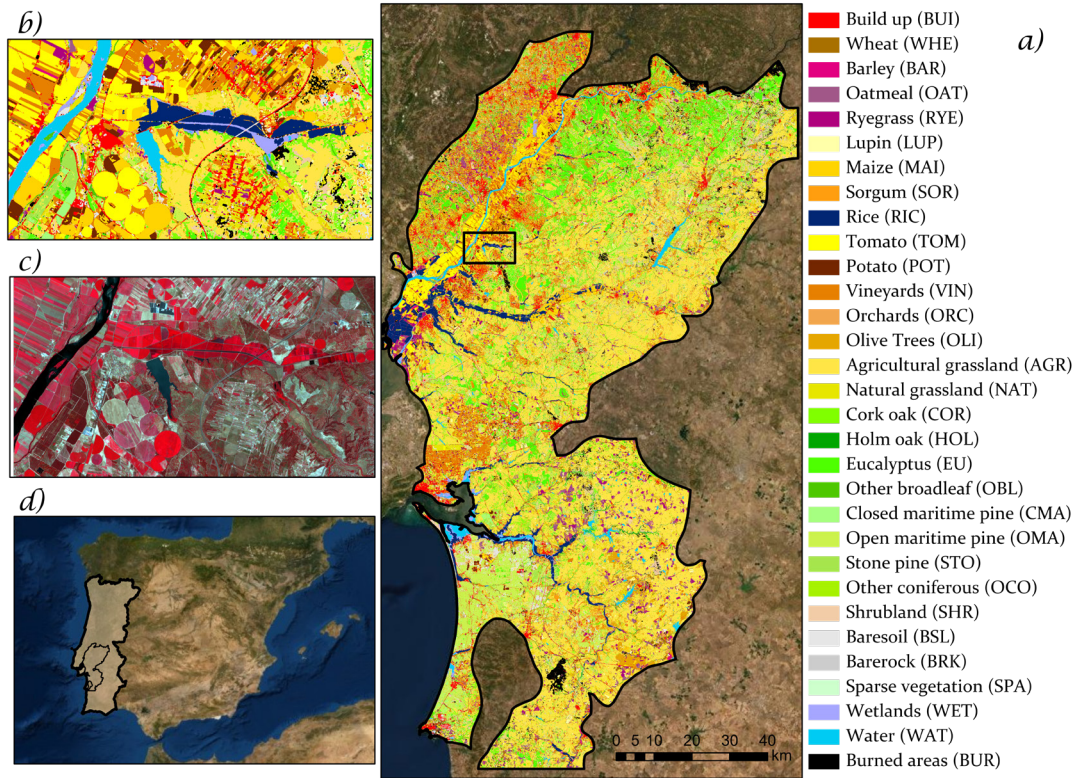 b)
c)
d)
a)
Build up (BUI)
Wheat (WHE)
Barley (BAR)
Oatmeal (OAT)
Ryegrass (RYE)
Lupin (LUP)
Maize (MAI)
Sorgum (SOR)
Rice (RIC)
Tomato (TOM)
Potato (POT)
Vineyards (VIN)
Orchards (ORC)
Olive Trees (OLI)
Agricultural grassland (AGR)
Natural grassland (NAT)
Cork oak (COR)
Holm oak (HOL)
Eucalyptus (EU)
Other broadleaf (OBL)
Closed maritime pine (CMA)
Open maritime pine (OMA)
Stone pine (STO)
Other coniferous (OCO)
Shrubland (SHR)
Baresoil (BSL)
Barerock (BRK)
Sparse vegetation (SPA)
Wetlands (WET)
Water (WAT)
Burned areas (BUR)
0 5 10 20 30 40
km